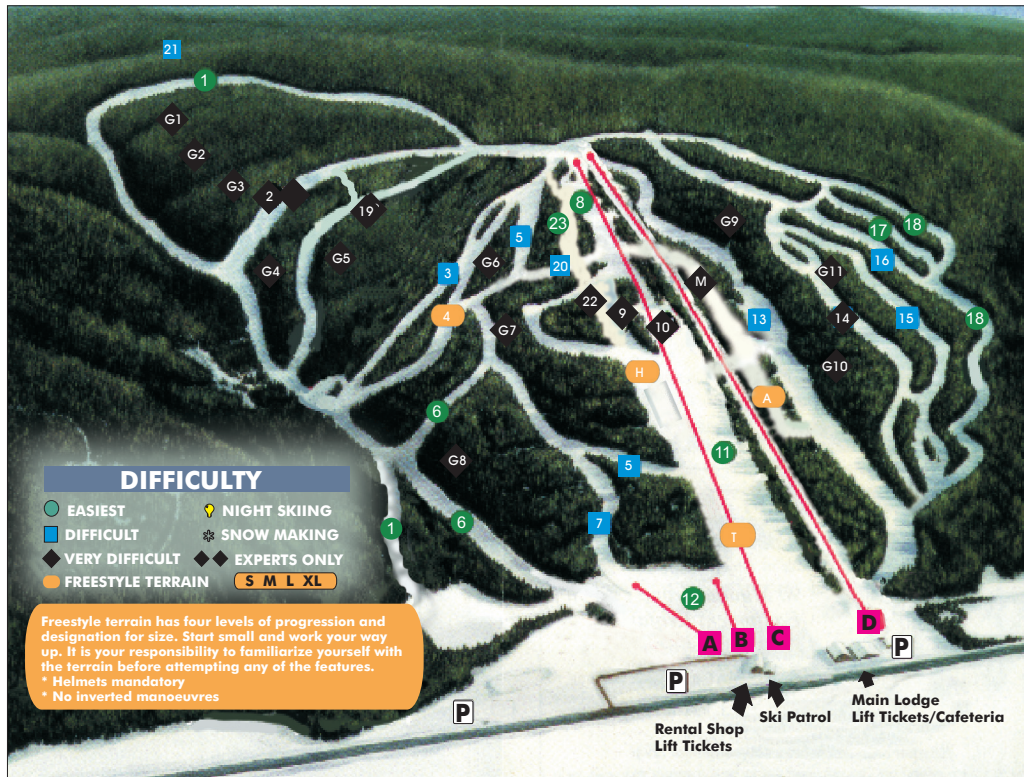 21
1
G1
G2
G3
2
19
8
23
5
G9
17
18
16
G4
G5
3
G6
20
G11
M
22
9
4
G7
10
13
14
15
18
H
G10
A
6
11
G8
5
1
6
7
T
12
DIFFICULTY
EASIEST
NIGHT SKIING
DIFFICULT
SNOW MAKING
VERY DIFFICULT
EXPERTS ONLY
FREESTYLE TERRAIN
S M L XL
Freestyle terrain has four levels of progression and
designation for size. Start small and work your way
up. It is your responsibility to familiarize yourself with
the terrain before attempting any of the features.
* Helmets mandatory
* No inverted manoeuvres
A
B
C
D
P
P
P
Rental Shop
Lift Tickets
Ski Patrol
Main Lodge
Lift Tickets/Cafeteria